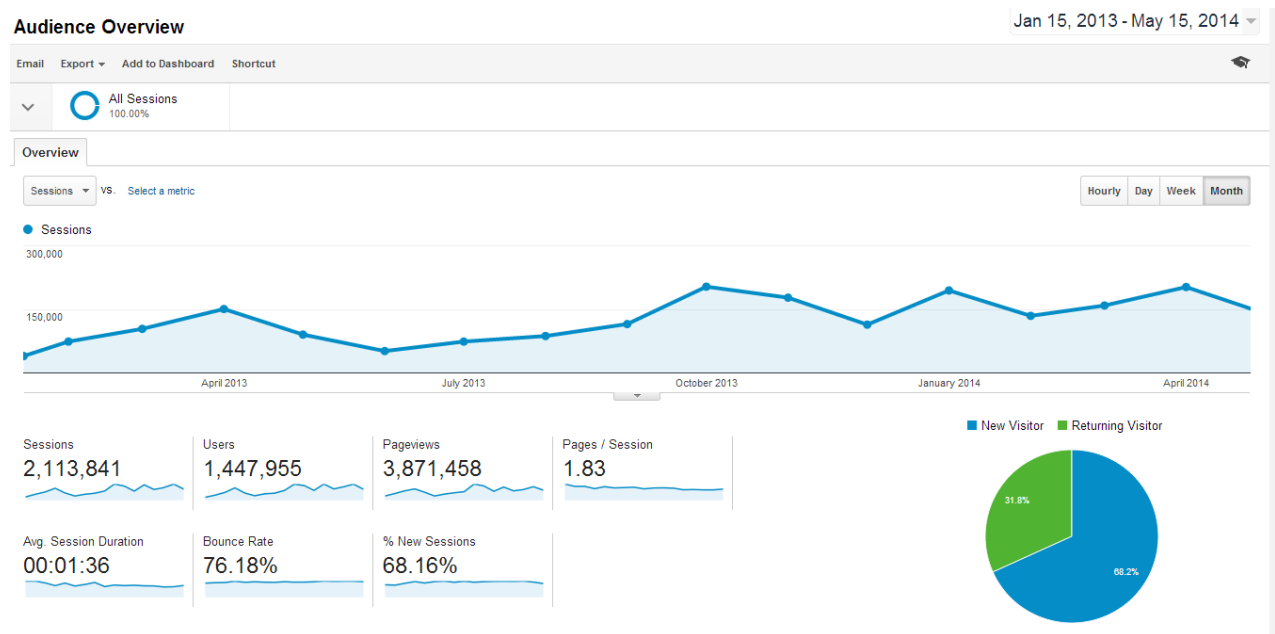 Audience Overview
Jan 15, 2013 - May 15, 2014
Email Export Add to Dashboard Shortcut
All Sessions
100.00%
Overview
Sessions VS. Select a metric
Hourly Day Week Month
Sessions
300,000
150,000
April 2013 July 2013 October 2013 January 2014 April 2014
New Visitor Returning Visitor
Sessions Users Pageviews Pages / Session
2,113,841 1,447,955 3,871,458 1.83
Avg. Session Duration Bounce Rate % New Sessions
00:01:36 76.18% 68.16%
31.8%
68.2%